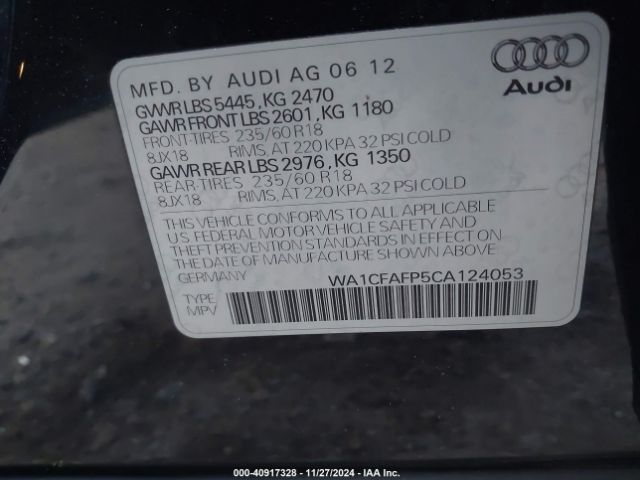 MFD. BY AUDI AG 06 12
GVWR LBS 5445, KG 2470
GAWR FRONT LBS 2601, KG 1180
FRONT-TIRES 235/60 R18
8JX18 RIMS, AT 220 KPA 32 PSI COLD
GAWR REAR LBS 2976, KG 1350
REAR-TIRES 235/60 R18
8JX18 RIMS, AT 220 KPA 32 PSI COLD
THIS VEHICLE CONFORMS TO ALL APPLICABLE
U.S FEDERAL MOTOR VEHICLE SAFETY AND
THEFT PREVENTION STANDARDS IN EFFECT ON
THE DATE OF MANUFACTURE SHOWN ABOVE
GERMANY
WA1CFAFP5CA124053
TYPE
MPV
Audi
000-40917328 - 11/27/2024 - IAA Inc.